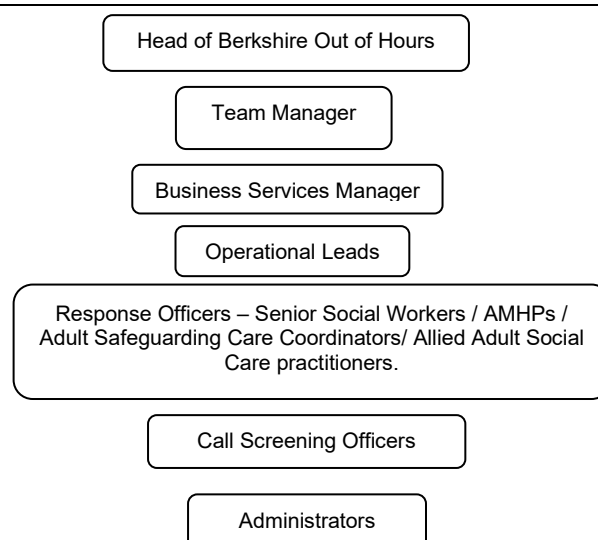 Head of Berkshire Out of Hours
Team Manager
Business Services Manager
Operational Leads
Response Officers – Senior Social Workers / AMHPs /
Adult Safeguarding Care Coordinators/ Allied Adult Social
Care practitioners.
Call Screening Officers
Administrators